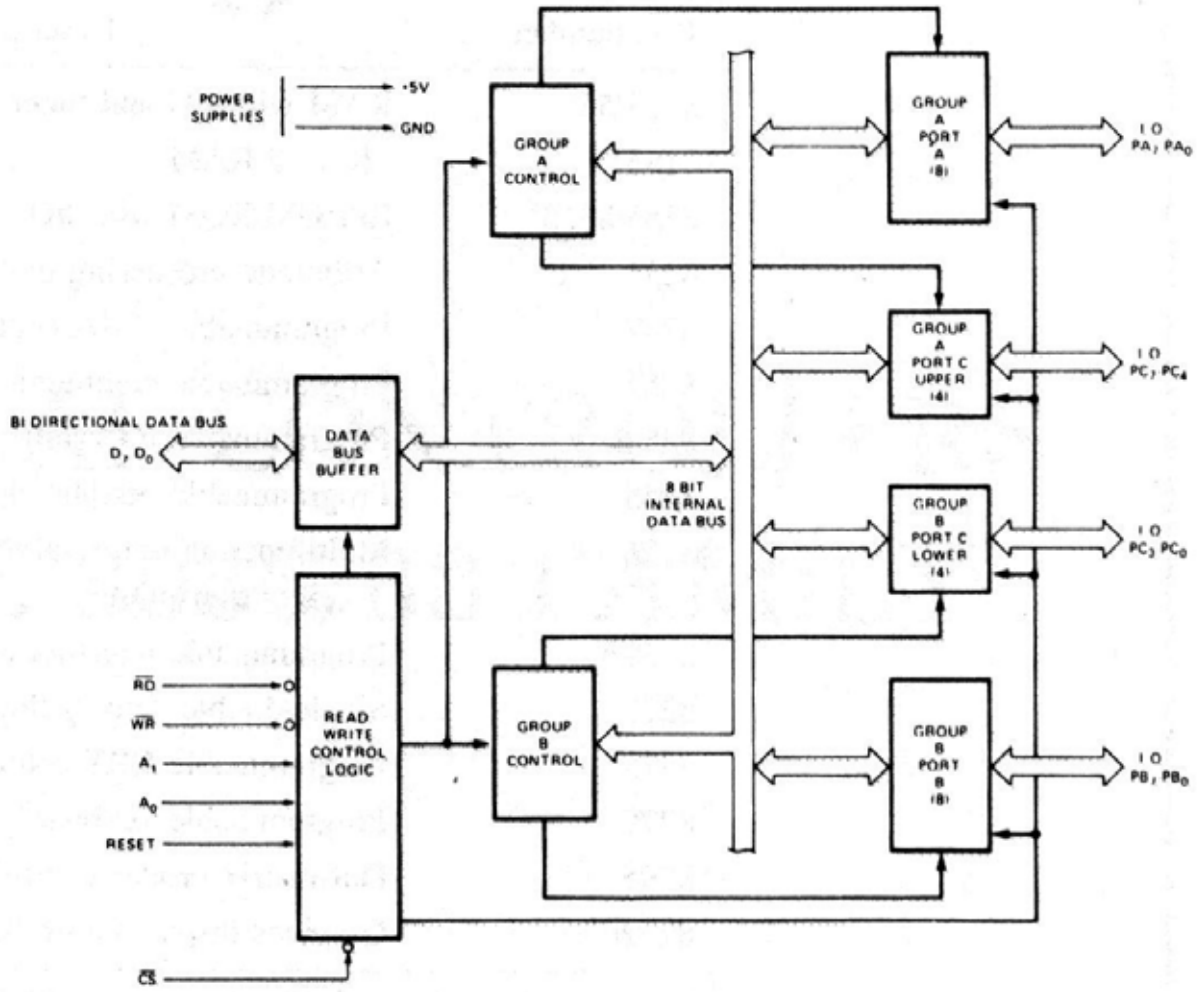 POWER
SUPPLIES
+5V
GND
GROUP
A
CONTROL
GROUP
A
PORT
A
(8)
I O
PA7 PA0
GROUP
A
PORT C
UPPER
(4)
I O
PC7 PC4
BI DIRECTIONAL DATA BUS
D7 D0
DATA
BUS
BUFFER
8 BIT
INTERNAL
DATA BUS
GROUP
B
PORT C
LOWER
(4)
I O
PC3 PC0
RD
WR
A1
A0
RESET
CS
READ
WRITE
CONTROL
LOGIC
GROUP
B
CONTROL
GROUP
B
PORT
B
(8)
I O
PB7 PB0